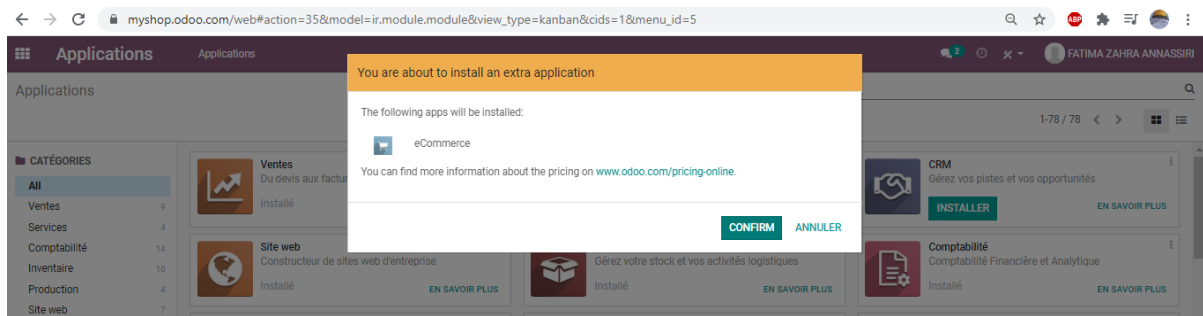 myshop.odoo.com/web#action=35&model=ir.module.module&view_type=kanban&cids=1&menu_id=5
ABP
Applications
Applications
2
FATIMA ZAHRA ANNASSIRI
Applications
1-78 / 78
You are about to install an extra application
The following apps will be installed:
eCommerce
You can find more information about the pricing on www.odoo.com/pricing-online.
CONFIRM
ANNULER
CATÉGORIES
All
Ventes 9
Services 4
Comptabilité 14
Inventaire 10
Production 4
Site web 7
Ventes
Du devis aux factur
Installé
CRM
Gérez vos pistes et vos opportunités
INSTALLER
EN SAVOIR PLUS
Site web
Constructeur de sites web d'entreprise
Installé
EN SAVOIR PLUS
Gérez votre stock et vos activités logistiques
Installé
EN SAVOIR PLUS
Comptabilité
Comptabilité Financière et Analytique
Installé
EN SAVOIR PLUS